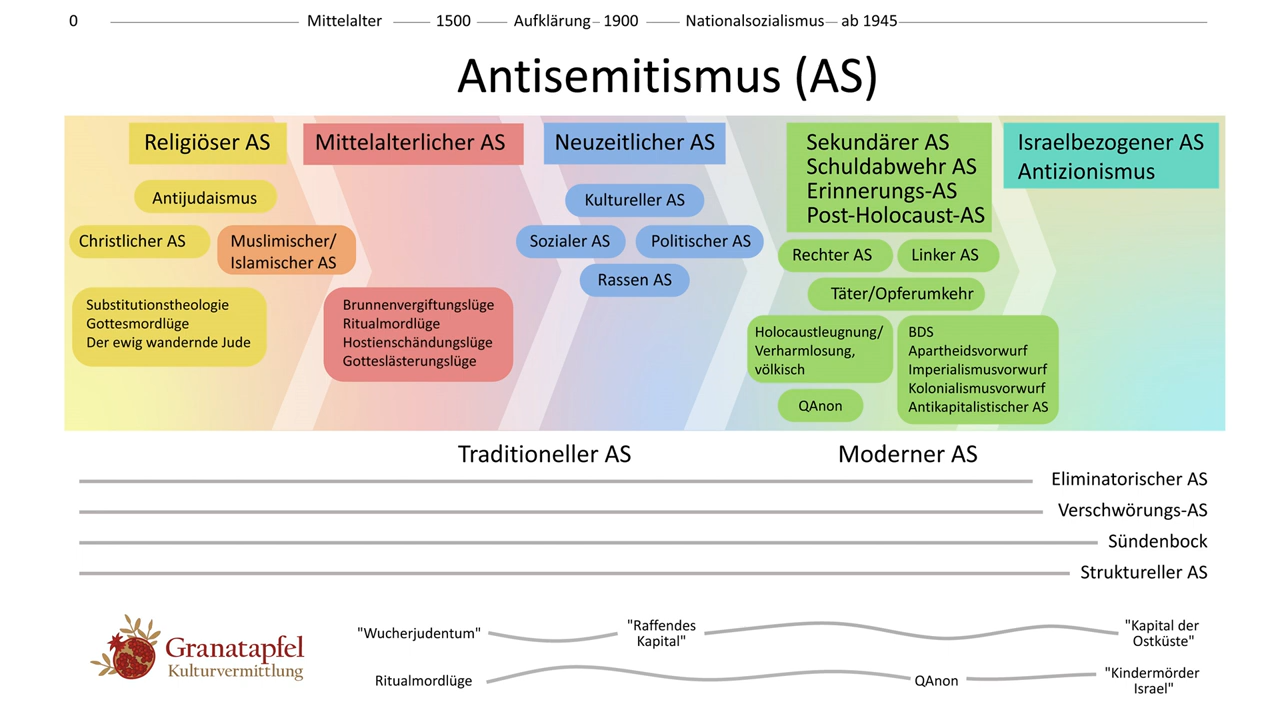 0 Mittelalter 1500 Aufklärung 1900 Nationalsozialismus ab 1945
Antisemitismus (AS)
Religiöser AS
Antijudaismus
Christlicher AS
Muslimischer/
Islamischer AS
Substitutionstheologie
Gottesmordlüge
Der ewig wandernde Jude
Mittelalterlicher AS
Brunnenvergiftungslüge
Ritualmordlüge
Hostienschändungslüge
Gotteslästerungslüge
Neuzeitlicher AS
Kultureller AS
Sozialer AS
Politischer AS
Rassen AS
Sekundärer AS
Schuldabwehr AS
Erinnerungs-AS
Post-Holocaust-AS
Rechter AS
Linker AS
Täter/Opferumkehr
Holocaustleugnung/
Verharmlosung,
völkisch
QAnon
BDS
Apartheidsvorwurf
Imperialismusvorwurf
Kolonialismusvorwurf
Antikapitalistischer AS
Israelbezogener AS
Antizionismus
Traditioneller AS
Moderner AS
Eliminatorischer AS
Verschwörungs-AS
Sündenbock
Struktureller AS
Granatapfel
Kulturvermittlung
"Wucherjudentum"
"Raffendes
Kapital"
"Kapital der
Ostküste"
Ritualmordlüge
QAnon
"Kindermörder
Israel"